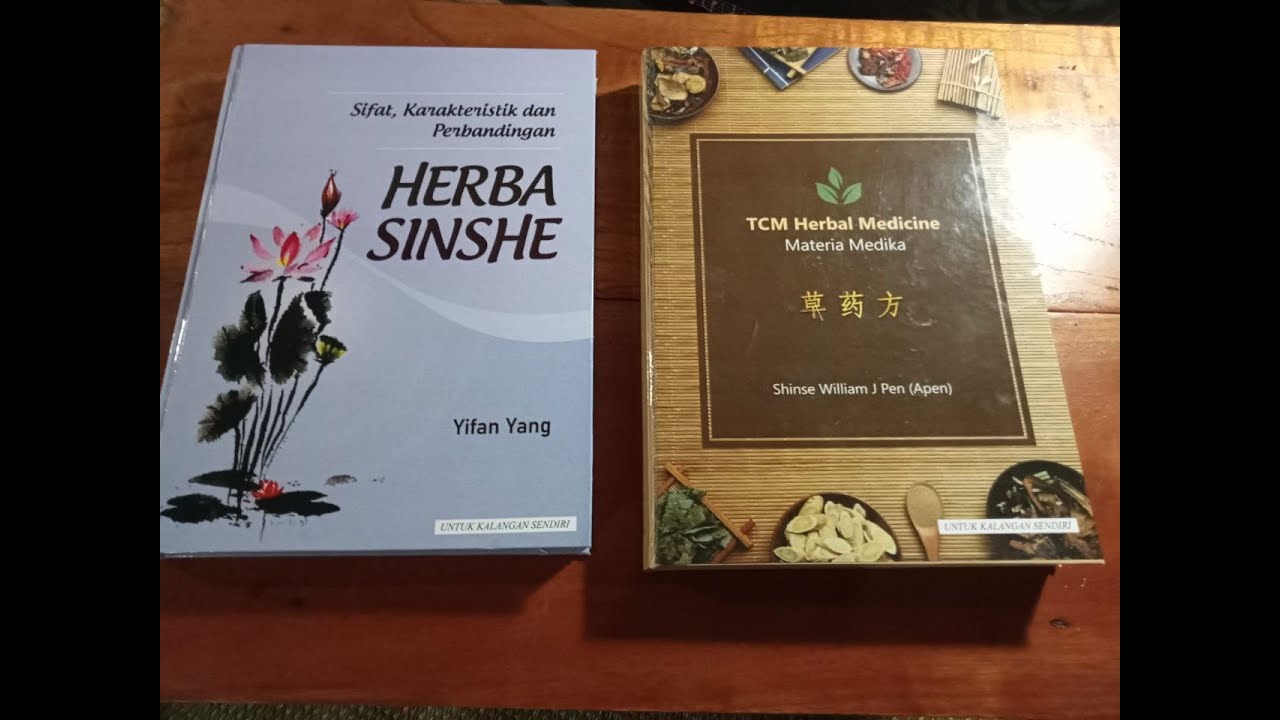 Sifat, Karakteristik dan
Perbandingan
HERBA
SINSHE
Yifan Yang
UNTUK KALANGAN SENDIRI
TCM Herbal Medicine
Materia Medika
草药方
Shinse William J Pen (Apen)
UNTUK KALANGAN SENDIRI